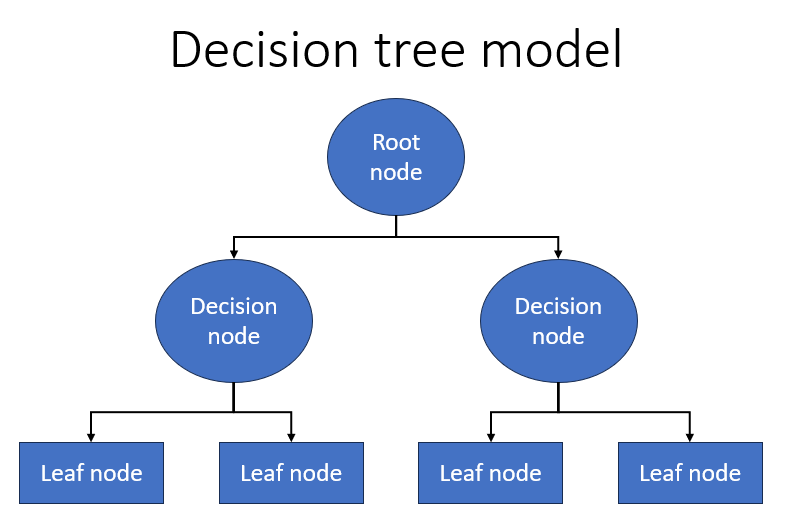 Decision tree model
Root
node
Decision
node
Decision
node
Leaf node
Leaf node
Leaf node
Leaf node